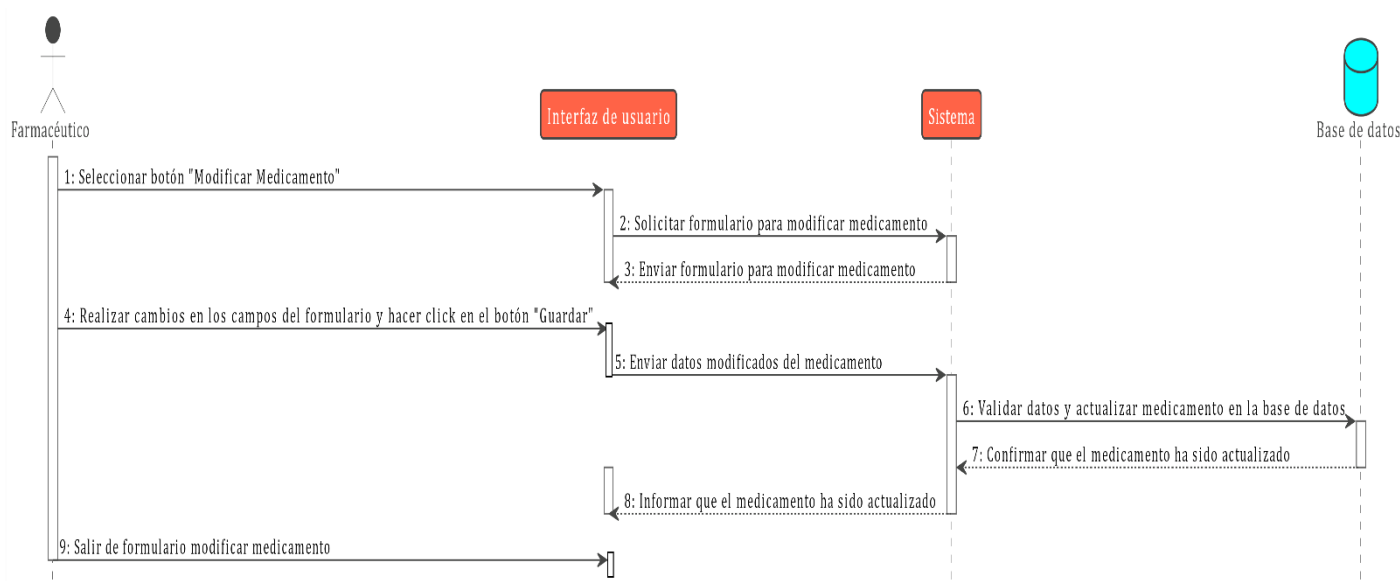 Farmacéutico
Interfaz de usuario
Sistema
Base de datos
1: Seleccionar botón "Modificar Medicamento"
2: Solicitar formulario para modificar medicamento
3: Enviar formulario para modificar medicamento
4: Realizar cambios en los campos del formulario y hacer click en el botón "Guardar"
5: Enviar datos modificados del medicamento
6: Validar datos y actualizar medicamento en la base de datos
7: Confirmar que el medicamento ha sido actualizado
8: Informar que el medicamento ha sido actualizado
9: Salir de formulario modificar medicamento